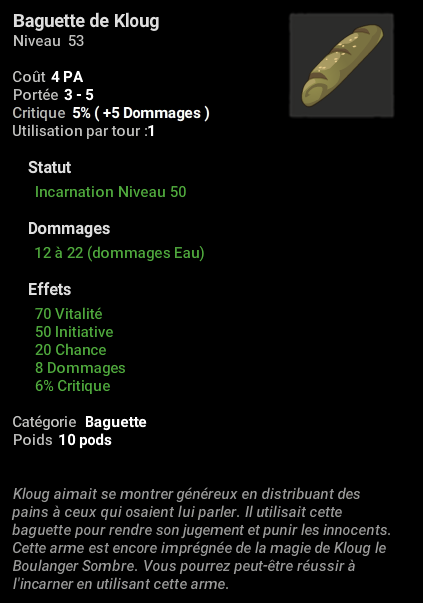 Baguette de Kloug
Niveau 53
Coût 4 PA
Portée 3 - 5
Critique 5% ( +5 Dommages )
Utilisation par tour :1
Statut
Incarnation Niveau 50
Dommages
12 à 22 (dommages Eau)
Effets
70 Vitalité
50 Initiative
20 Chance
8 Dommages
6% Critique
Catégorie Baguette
Poids 10 pods
Kloug aimait se montrer généreux en distribuant des
pains à ceux qui osaient lui parler. Il utilisait cette
baguette pour rendre son jugement et punir les innocents.
Cette arme est encore imprégnée de la magie de Kloug le
Boulanger Sombre. Vous pourrez peut-être réussir à
l'incarner en utilisant cette arme.